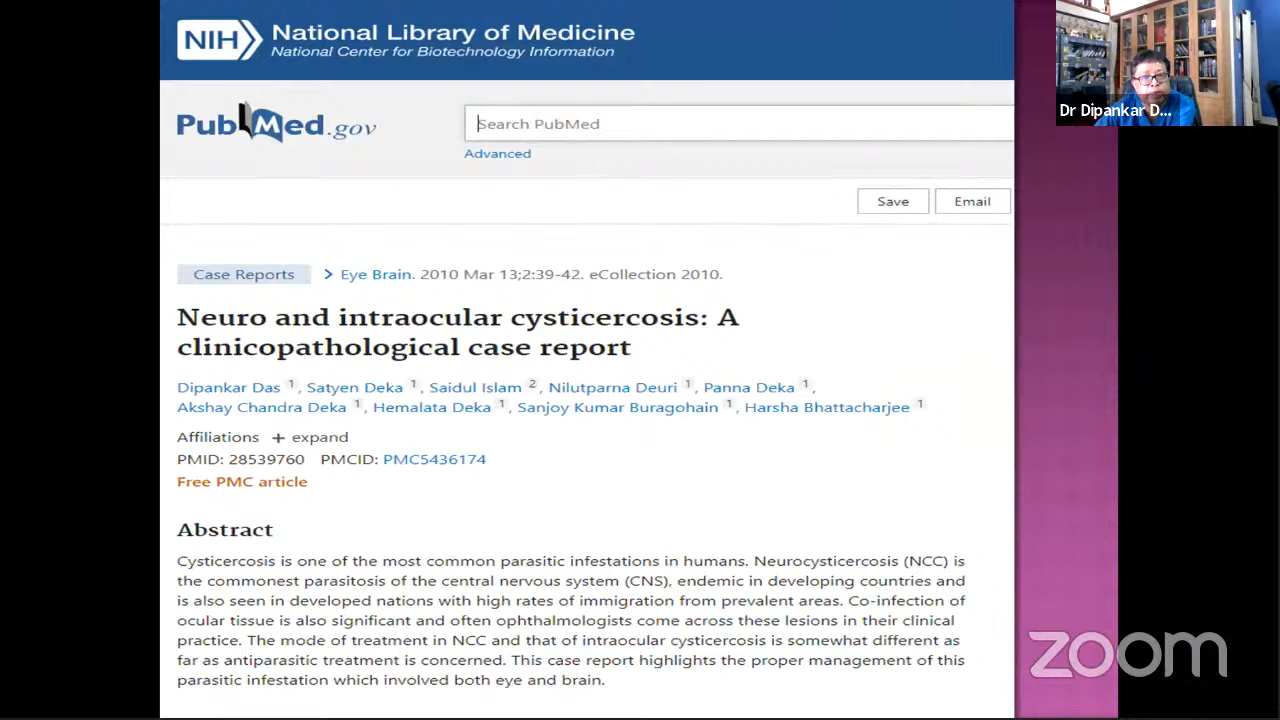 NIH National Library of Medicine
National Center for Biotechnology Information
PubMed.gov
Search PubMed
Advanced
Save Email
Case Reports > Eye Brain. 2010 Mar 13;2:39-42. eCollection 2010.
Neuro and intraocular cysticercosis: A
clinicopathological case report
Dipankar Das 1, Satyen Deka 1, Saidul Islam 2, Nilutparna Deuri 1, Panna Deka 1,
Akshay Chandra Deka 1, Hemalata Deka 1, Sanjoy Kumar Buragohain 1, Harsha Bhattacharjee 1
Affiliations + expand
PMID: 28539760 PMCID: PMC5436174
Free PMC article
Abstract
Cysticercosis is one of the most common parasitic infestations in humans. Neurocysticercosis (NCC) is
the commonest parasitosis of the central nervous system (CNS), endemic in developing countries and
is also seen in developed nations with high rates of immigration from prevalent areas. Co-infection of
ocular tissue is also significant and often ophthalmologists come across these lesions in their clinical
practice. The mode of treatment in NCC and that of intraocular cysticercosis is somewhat different as
far as antiparasitic treatment is concerned. This case report highlights the proper management of this
parasitic infestation which involved both eye and brain.
Dr Dipankar D...
zoom